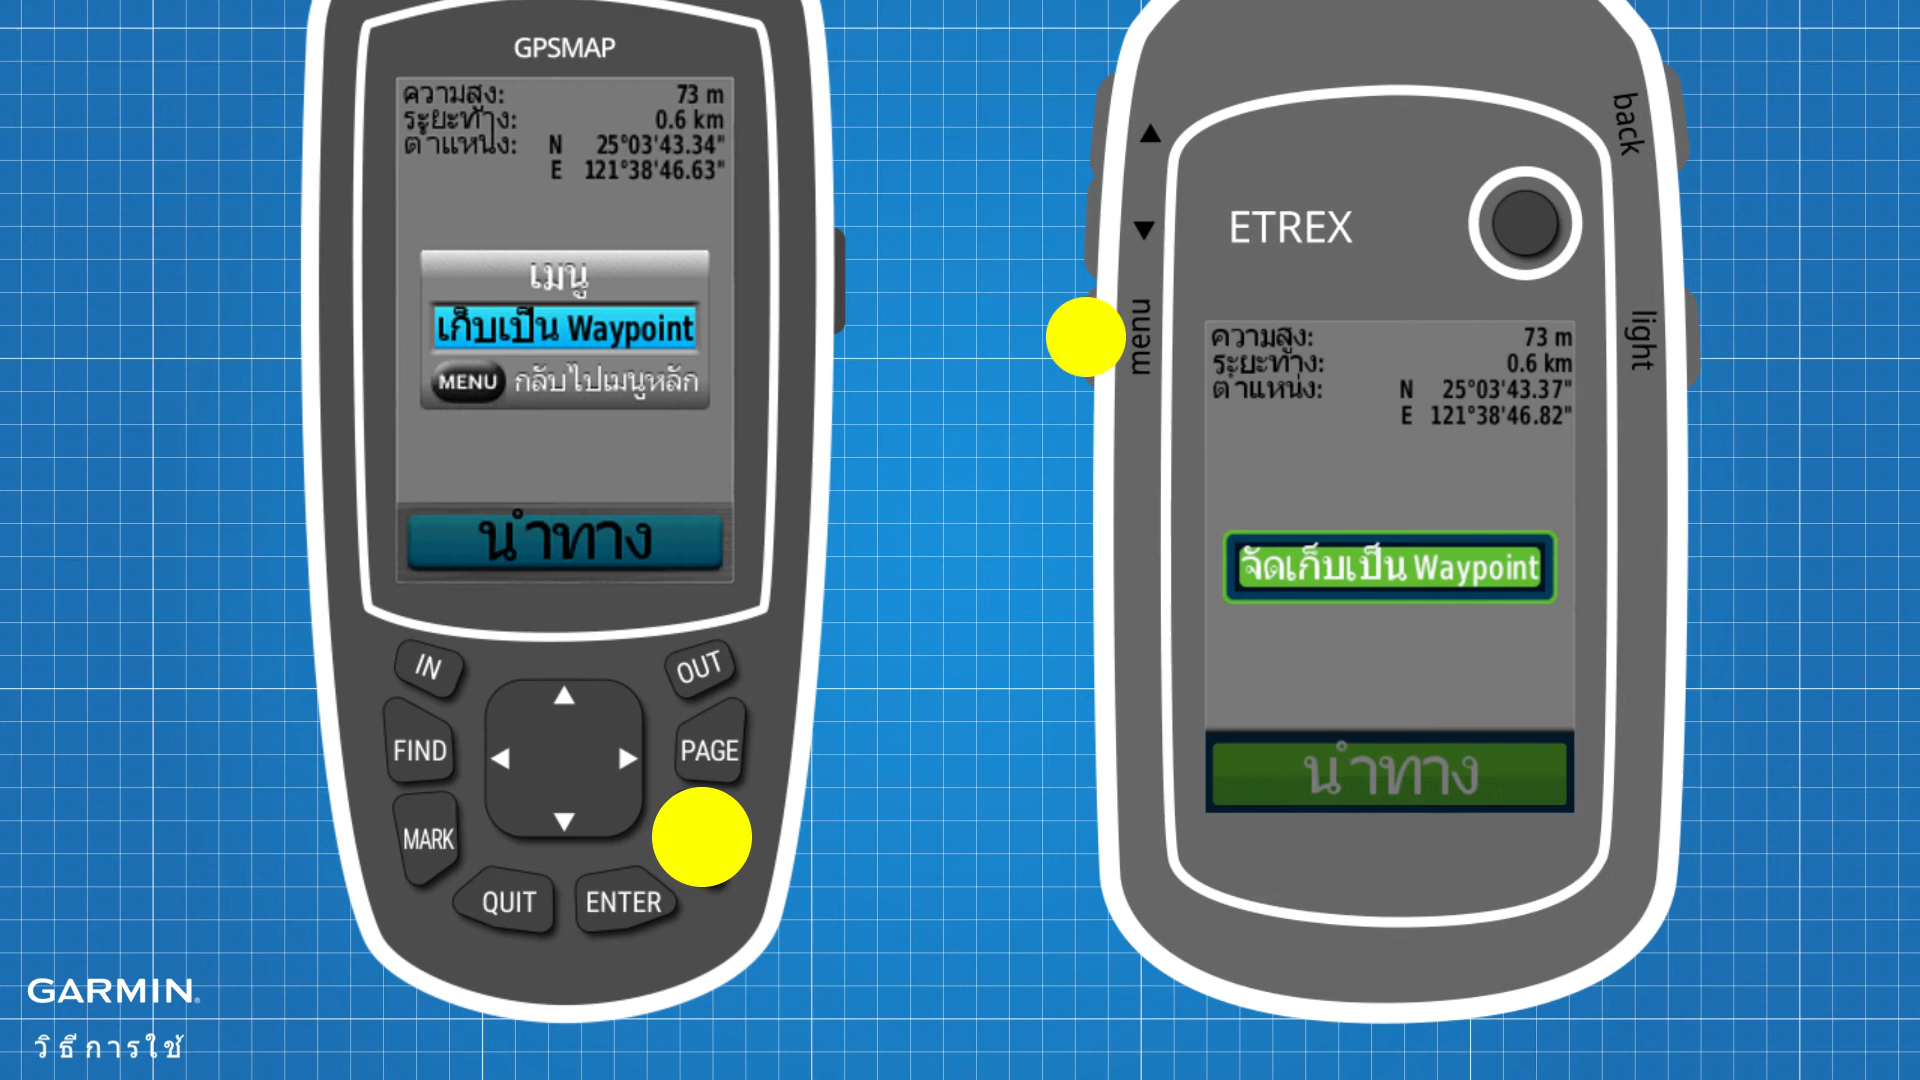 GPSMAP
ความสูง: 73 m
ระยะทาง: 0.6 km
ตำแหน่ง: N 25°03'43.34"
E 121°38'46.63"
เมนู
เก็บเป็น Waypoint
MENU กลับไปเมนูหลัก
นำทาง
IN
OUT
FIND
PAGE
MARK
QUIT
ENTER
back
ETREX
menu
light
ความสูง: 73 m
ระยะทาง: 0.6 km
ตำแหน่ง: N 25°03'43.37"
E 121°38'46.82"
จัดเก็บเป็น Waypoint
นำทาง
GARMIN
วิธีการใช้